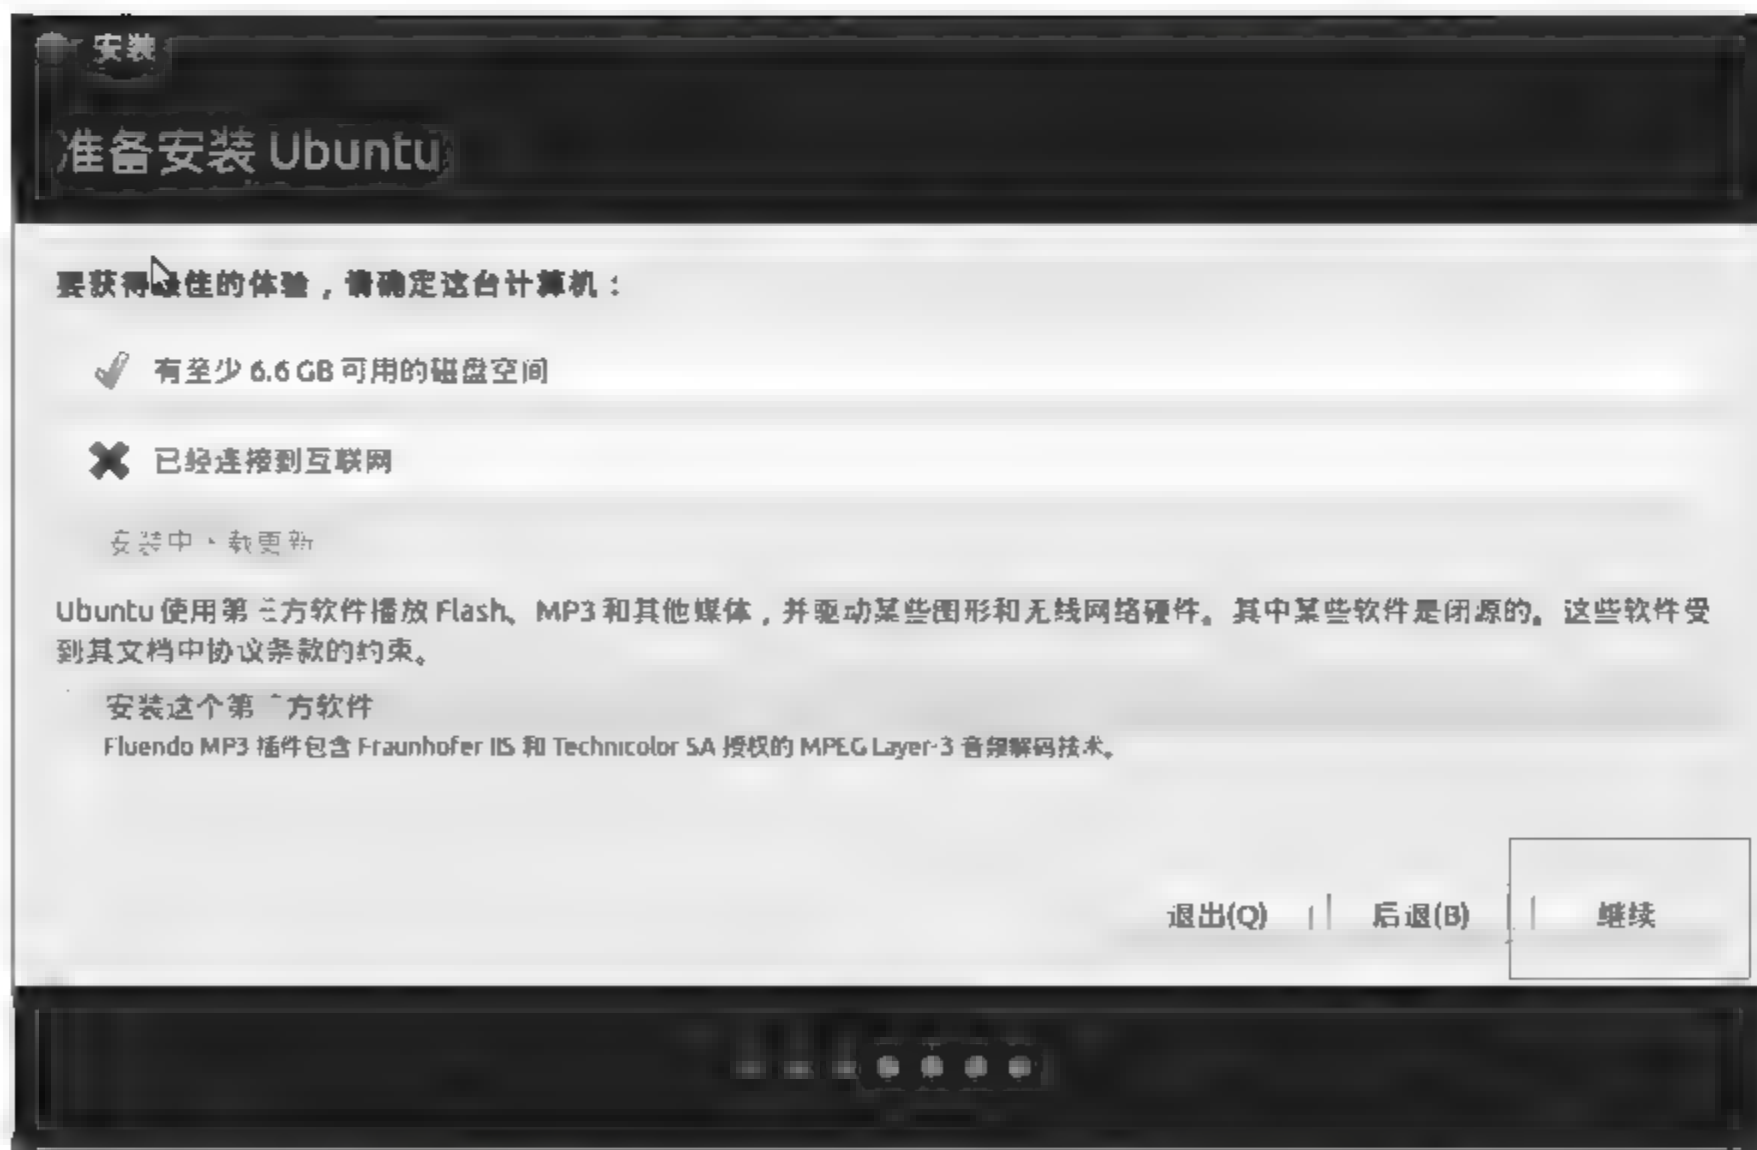 安装
准备安装 Ubuntu
要获得最佳的体验，请确定这台计算机：
有至少 6.6 GB 可用的磁盘空间
已经连接到互联网
安装中下载更新
Ubuntu 使用第三方软件播放 Flash、MP3 和其他媒体，并驱动某些图形和无线网络硬件。其中某些软件是闭源的。这些软件受
到其文档中协议条款的约束。
安装这个第三方软件
Fluendo MP3 插件包含 Fraunhofer IIS 和 Technicolor SA 授权的 MPEG Layer-3 音频解码技术。
退出(Q) 后退(B) 继续